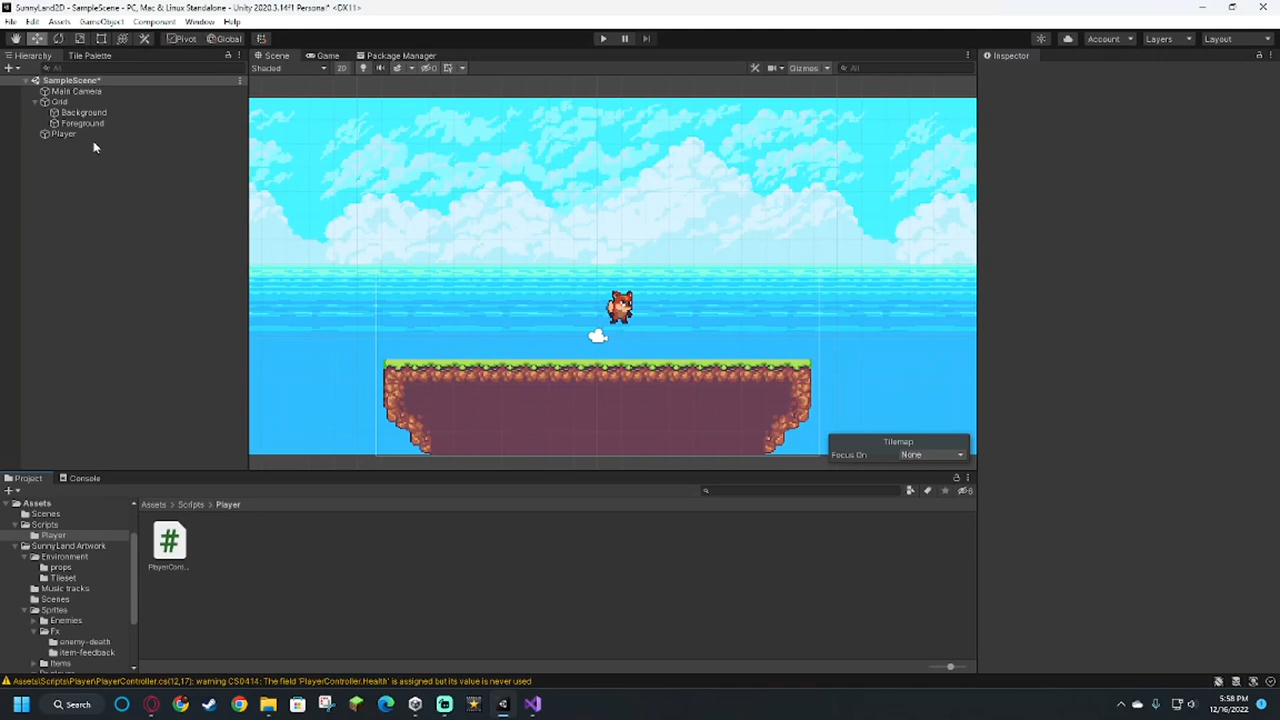 SunnyLand2D - SampleScene - PC, Mac & Linux Standalone - Unity 2020.3.14f1 Personal* <DX11>
File Edit Assets GameObject Component Window Help
Pivot Global Account Layers Layout
Hierarchy Tile Palette Scene Game Package Manager Inspector
All Shaded 2D 0 Gizmos All
SampleScene*
Main Camera
Grid
Background
Foreground
Player
Tilemap
Focus On None
Project Console
6
Assets
Scenes
Scripts
Player
SunnyLand Artwork
Environment
props
Tileset
Music tracks
Scenes
Sprites
Enemies
Fx
enemy-death
item-feedback
Items
Assets > Scripts > Player
#
PlayerCont...
Assets\Scripts\Player\PlayerController.cs(12,17): warning CS0414: The field 'PlayerController.Health' is assigned but its value is never used
Search
5:58 PM
12/16/2022